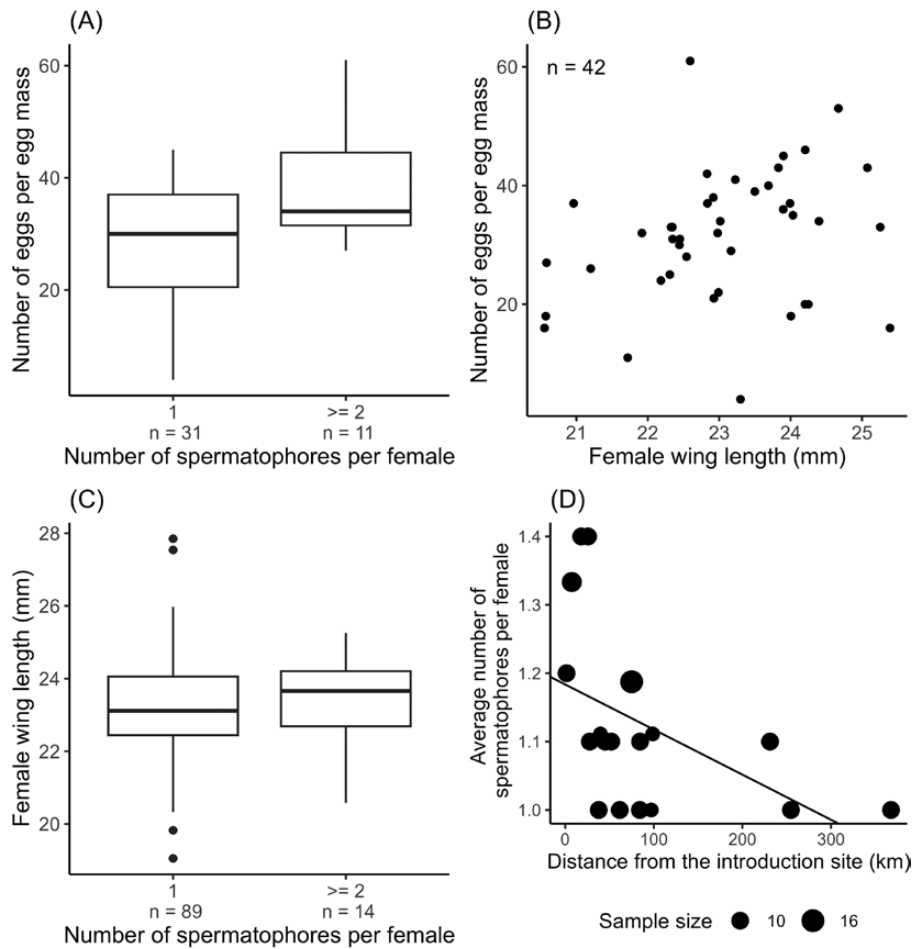 (A)
Number of eggs per egg mass
60
40
20
1
>= 2
n = 31
n = 11
Number of spermatophores per female
(B)
Number of eggs per egg mass
60
40
20
n = 42
21
22
23
24
25
Female wing length (mm)
(C)
Female wing length (mm)
28
26
24
22
20
1
>= 2
n = 89
n = 14
Number of spermatophores per female
(D)
Average number of
spermatophores per female
1.4
1.3
1.2
1.1
1.0
0
100
200
300
Distance from the introduction site (km)
Sample size
10
16